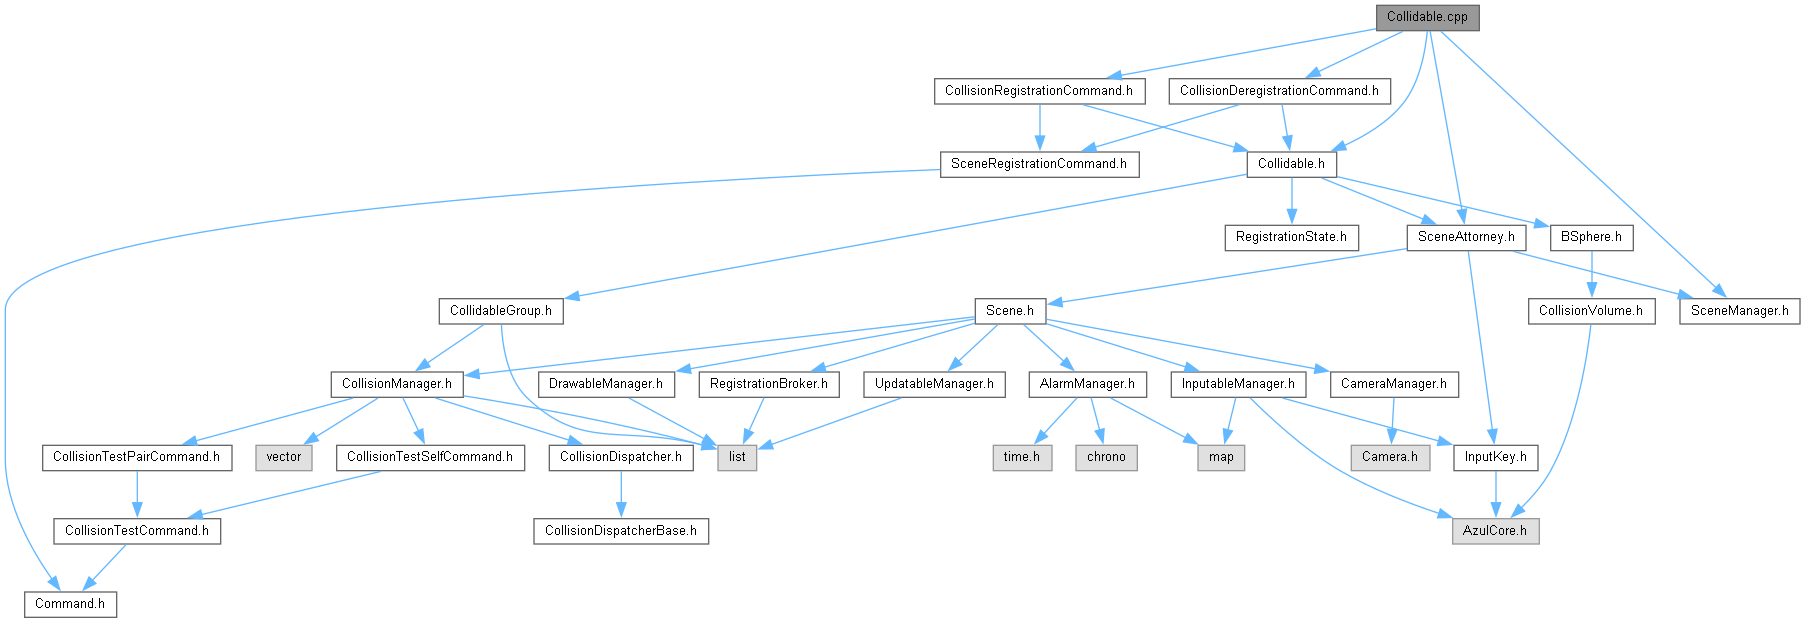 Collidable.cpp
CollisionRegistrationCommand.h
CollisionDeregistrationCommand.h
SceneRegistrationCommand.h
Collidable.h
RegistrationState.h
SceneAttorney.h
BSphere.h
CollidableGroup.h
Scene.h
CollisionVolume.h
SceneManager.h
CollisionManager.h
DrawableManager.h
RegistrationBroker.h
UpdatableManager.h
AlarmManager.h
InputableManager.h
CameraManager.h
CollisionTestPairCommand.h
vector
CollisionTestSelfCommand.h
CollisionDispatcher.h
list
time.h
chrono
map
Camera.h
InputKey.h
CollisionTestCommand.h
CollisionDispatcherBase.h
AzulCore.h
Command.h